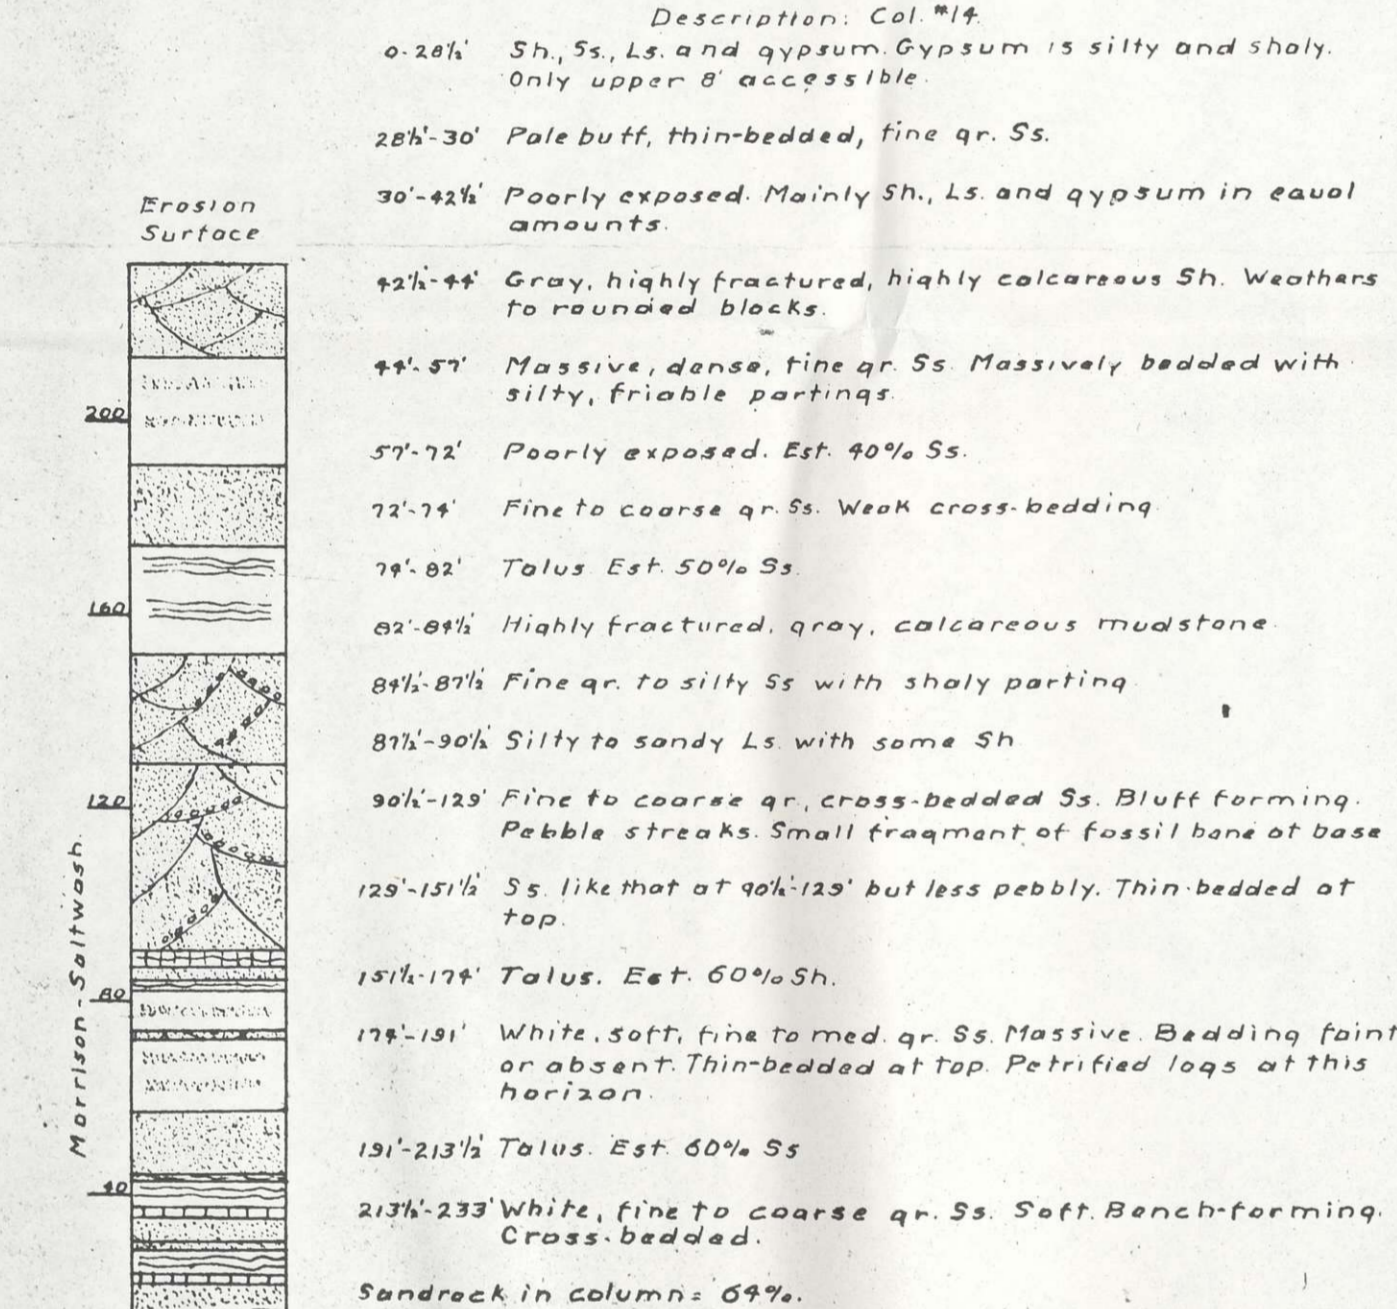 Description: Col. #14.
0-28½' Sh., Ss., Ls. and gypsum. Gypsum is silty and shaly.
Only upper 8' accessible.
28½'-30' Pale buff, thin-bedded, fine gr. Ss.
30'-42½' Poorly exposed. Mainly Sh., Ls. and gypsum in equal
amounts.
42½'-44' Gray, highly fractured, highly calcareous Sh. Weathers
to rounded blocks.
44'-57' Massive, dense, fine gr. Ss. Massively bedded with
silty, friable partings.
57'-72' Poorly exposed. Est. 40% Ss.
72'-74' Fine to coarse gr. Ss. Weak cross-bedding.
74'-82' Talus Est. 50% Ss.
82'-84½' Highly fractured, gray, calcareous mudstone.
84½'-87½' Fine gr. to silty Ss with shaly parting
87½'-90½' Silty to sandy Ls. with some Sh
90½'-129' Fine to coarse gr., cross-bedded Ss. Bluff forming.
Pebble streaks. Small fragment of fossil bone at base
129'-151½' Ss. like that at 90½'-129' but less pebbly. Thin-bedded at
top.
151½'-174' Talus. Est. 60% Sh.
174'-191' White, soft, fine to med. gr. Ss. Massive. Bedding faint
or absent. Thin-bedded at top. Petrified logs at this
horizon.
191'-213½' Talus. Est. 60% Ss
213½'-233' White, fine to coarse gr. Ss. Soft. Bench-forming.
Cross-bedded.
Sandrock in column = 64%.
Erosion
Surface
200
160
120
80
40
Morrison-Saltwash